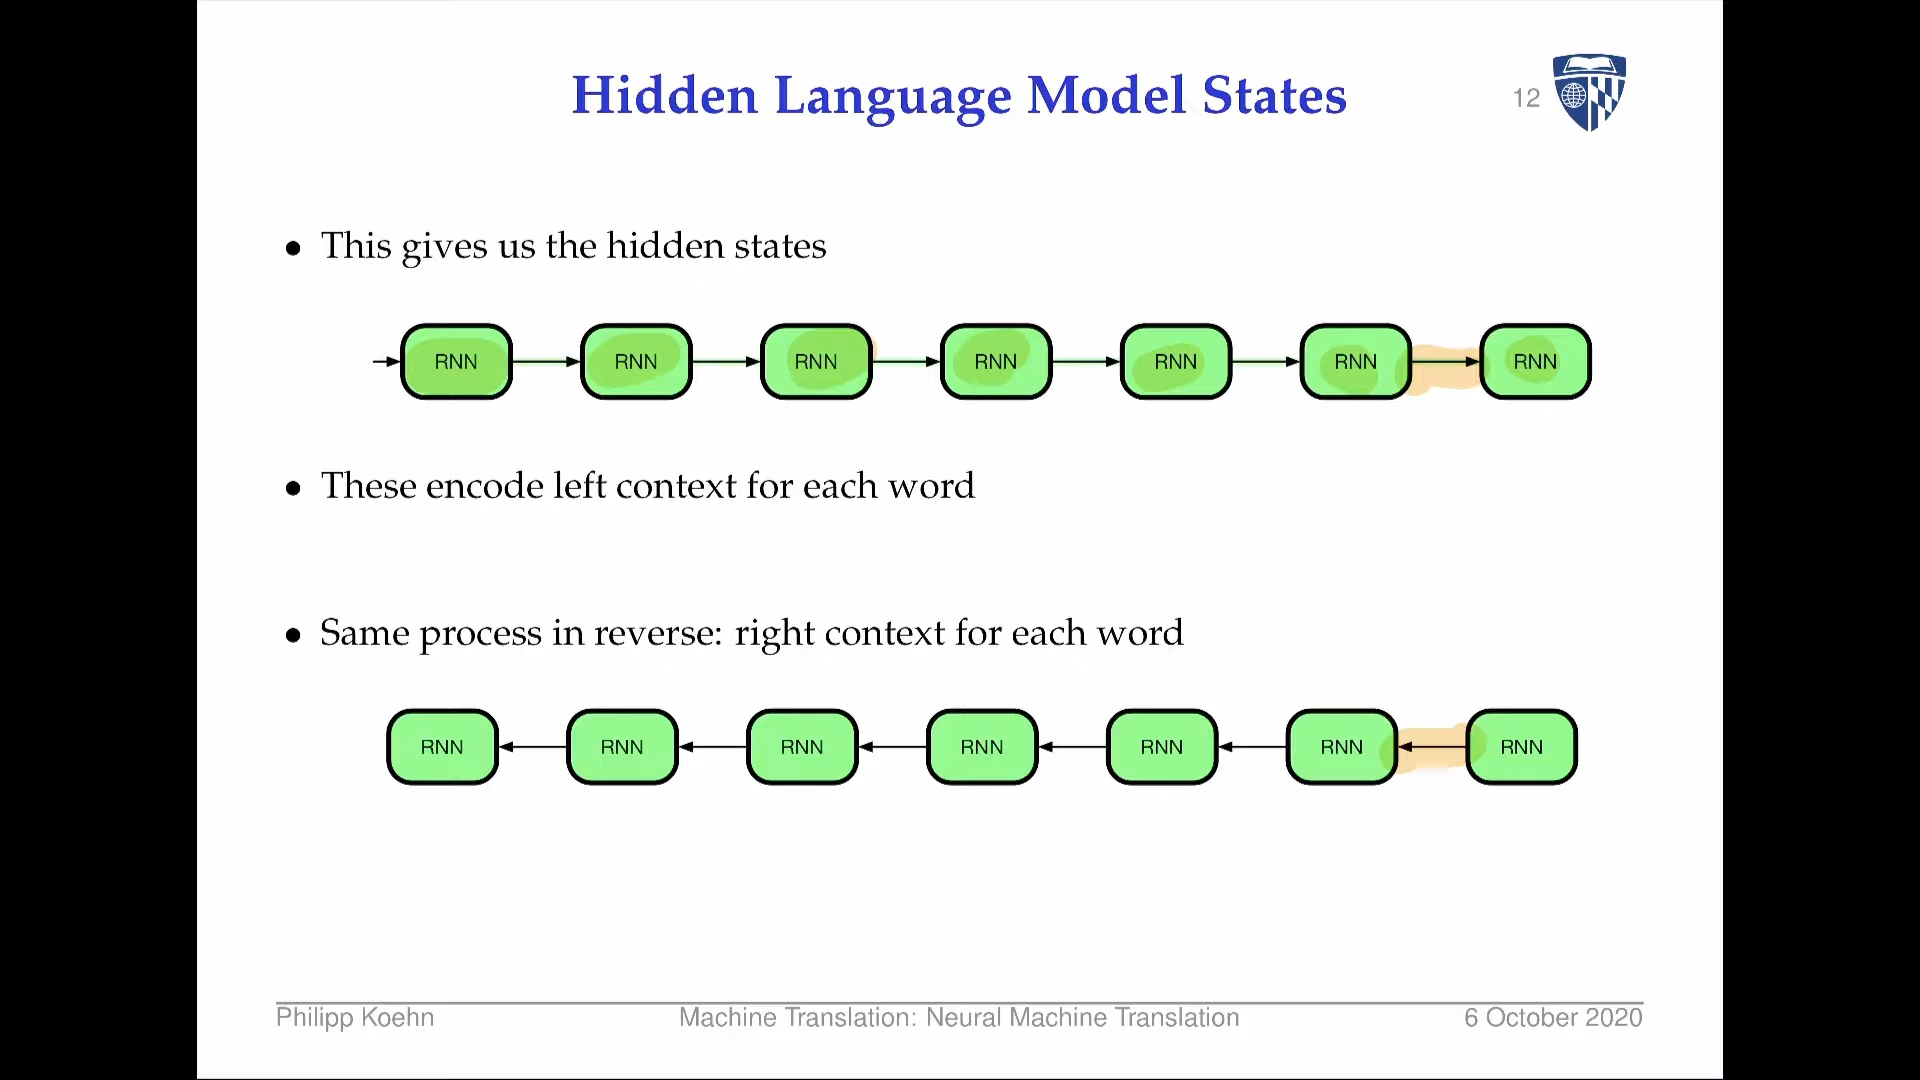 Hidden Language Model States
12
• This gives us the hidden states
RNN RNN RNN RNN RNN RNN RNN
• These encode left context for each word
• Same process in reverse: right context for each word
RNN RNN RNN RNN RNN RNN RNN
Philipp Koehn Machine Translation: Neural Machine Translation 6 October 2020